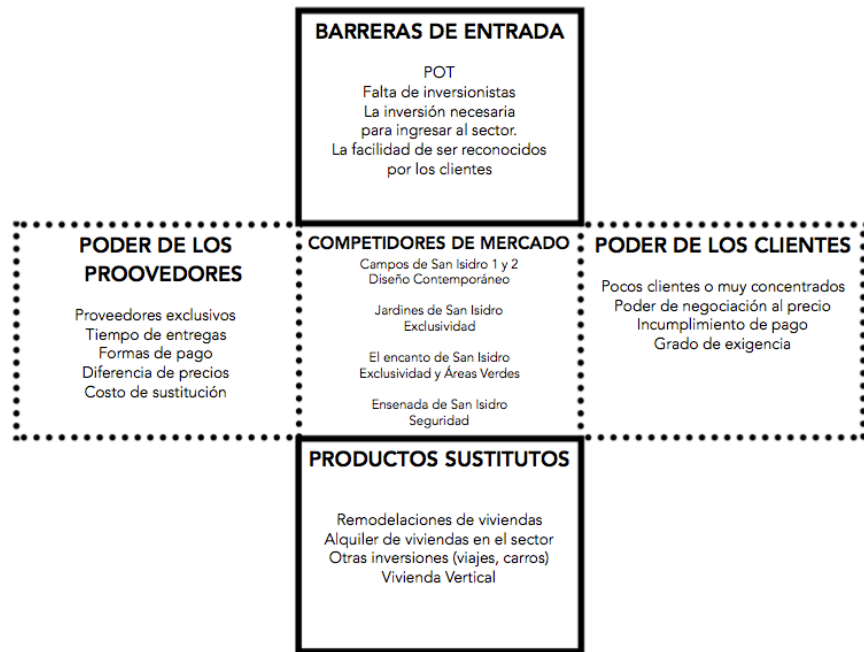 BARRERAS DE ENTRADA
POT
Falta de inversionistas
La inversión necesaria
para ingresar al sector.
La facilidad de ser reconocidos
por los clientes
PODER DE LOS
PROOVEDORES
Proveedores exclusivos
Tiempo de entregas
Formas de pago
Diferencia de precios
Costo de sustitución
COMPETIDORES DE MERCADO
Campos de San Isidro 1 y 2
Diseño Contemporáneo
Jardines de San Isidro
Exclusividad
El encanto de San Isidro
Exclusividad y Áreas Verdes
Ensenada de San Isidro
Seguridad
PODER DE LOS CLIENTES
Pocos clientes o muy concentrados
Poder de negociación al precio
Incumplimiento de pago
Grado de exigencia
PRODUCTOS SUSTITUTOS
Remodelaciones de viviendas
Alquiler de viviendas en el sector
Otras inversiones (viajes, carros)
Vivienda Vertical